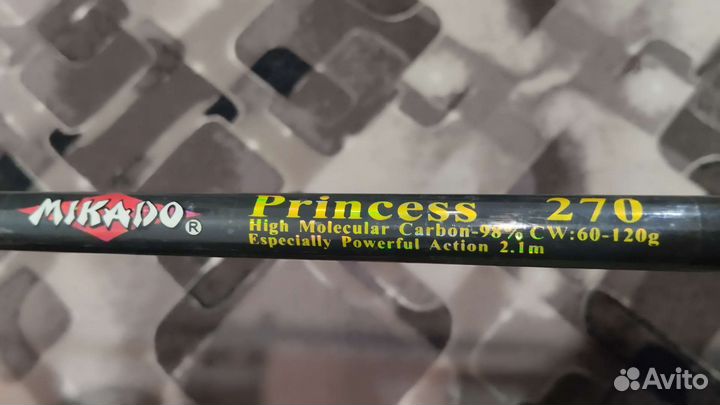 MIKADO ®
Princess 270
High Molecular Carbon-98% CW:60-120g
Especially Powerful Action 2.1m
Avito